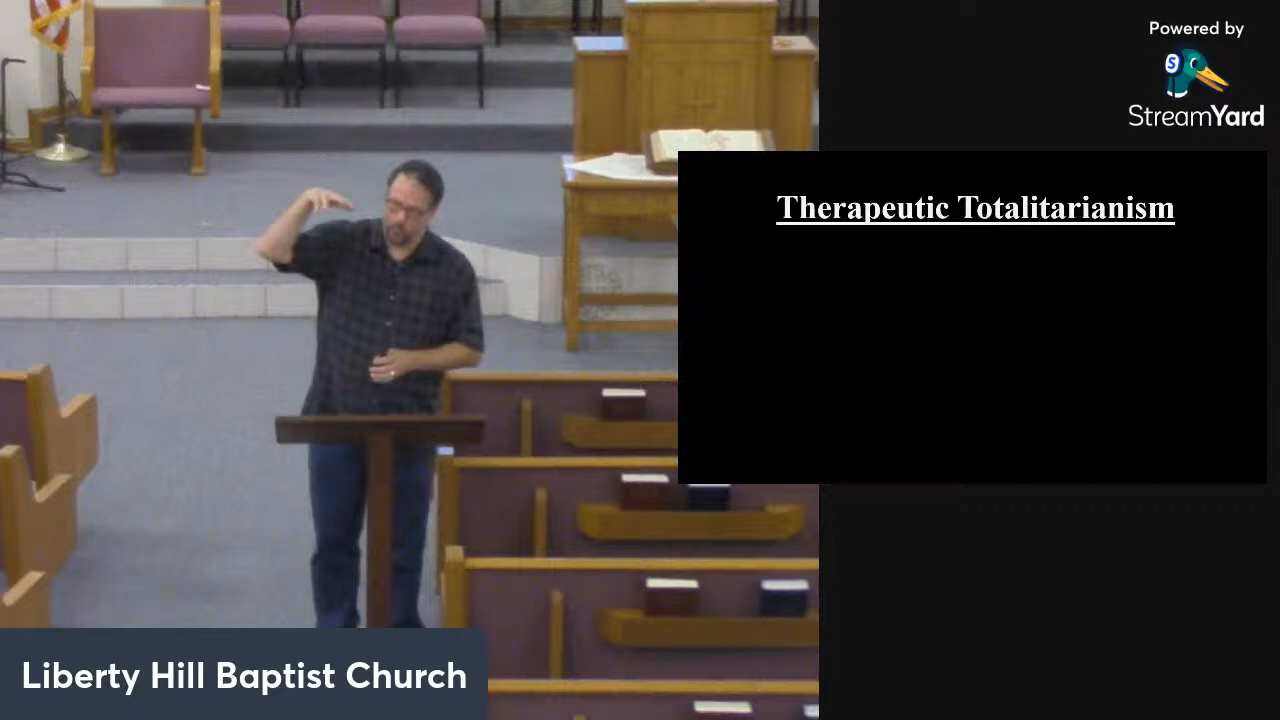 Powered by
S
StreamYard
Therapeutic Totalitarianism
Liberty Hill Baptist Church